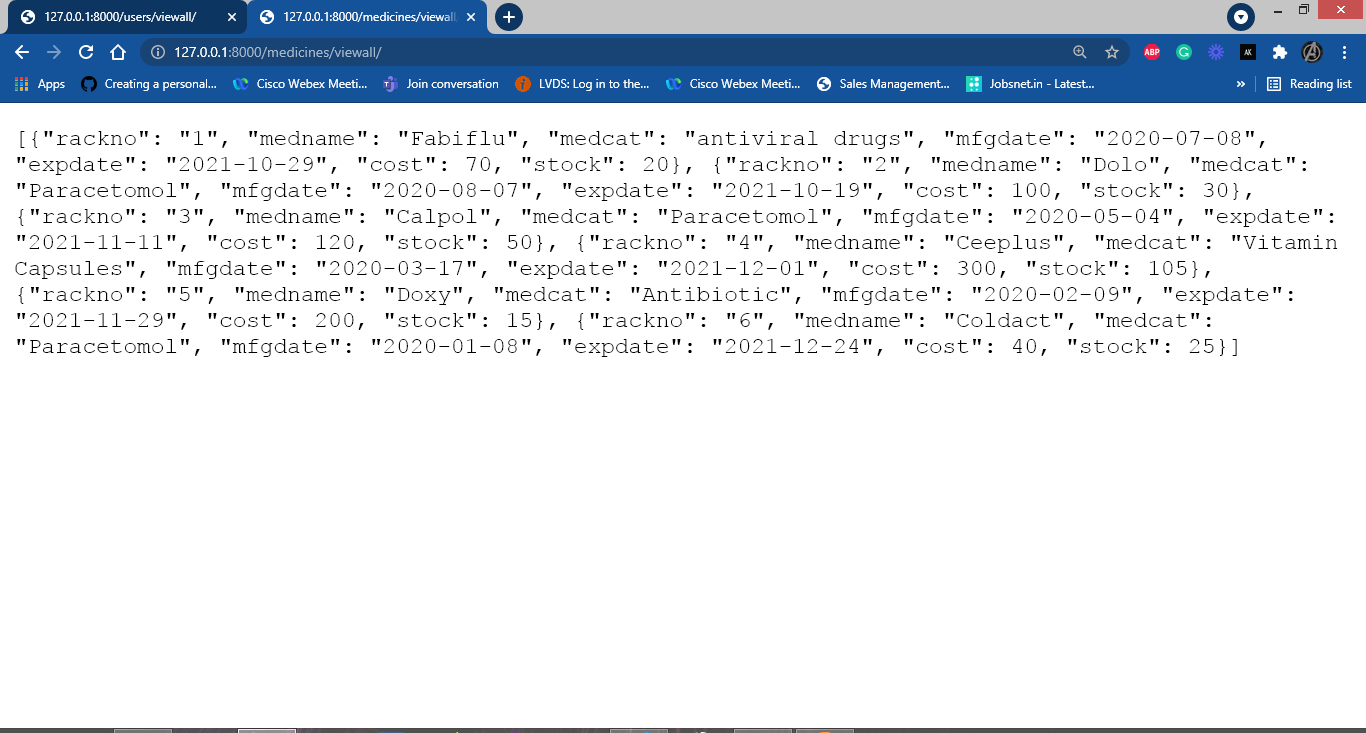 127.0.0.1:8000/users/viewall/ 127.0.0.1:8000/medicines/viewall
127.0.0.1:8000/medicines/viewall/ ABP AK
Apps Creating a personal... Cisco Webex Meeti... Join conversation LVDS: Log in to the... Cisco Webex Meeti... Sales Management... Jobsnet.in - Latest... » Reading list
[{"rackno": "1", "medname": "Fabiflu", "medcat": "antiviral drugs", "mfgdate": "2020-07-08",
"expdate": "2021-10-29", "cost": 70, "stock": 20}, {"rackno": "2", "medname": "Dolo", "medcat":
"Paracetomol", "mfgdate": "2020-08-07", "expdate": "2021-10-19", "cost": 100, "stock": 30},
{"rackno": "3", "medname": "Calpol", "medcat": "Paracetomol", "mfgdate": "2020-05-04", "expdate":
"2021-11-11", "cost": 120, "stock": 50}, {"rackno": "4", "medname": "Ceeplus", "medcat": "Vitamin
Capsules", "mfgdate": "2020-03-17", "expdate": "2021-12-01", "cost": 300, "stock": 105},
{"rackno": "5", "medname": "Doxy", "medcat": "Antibiotic", "mfgdate": "2020-02-09", "expdate":
"2021-11-29", "cost": 200, "stock": 15}, {"rackno": "6", "medname": "Coldact", "medcat":
"Paracetomol", "mfgdate": "2020-01-08", "expdate": "2021-12-24", "cost": 40, "stock": 25}]